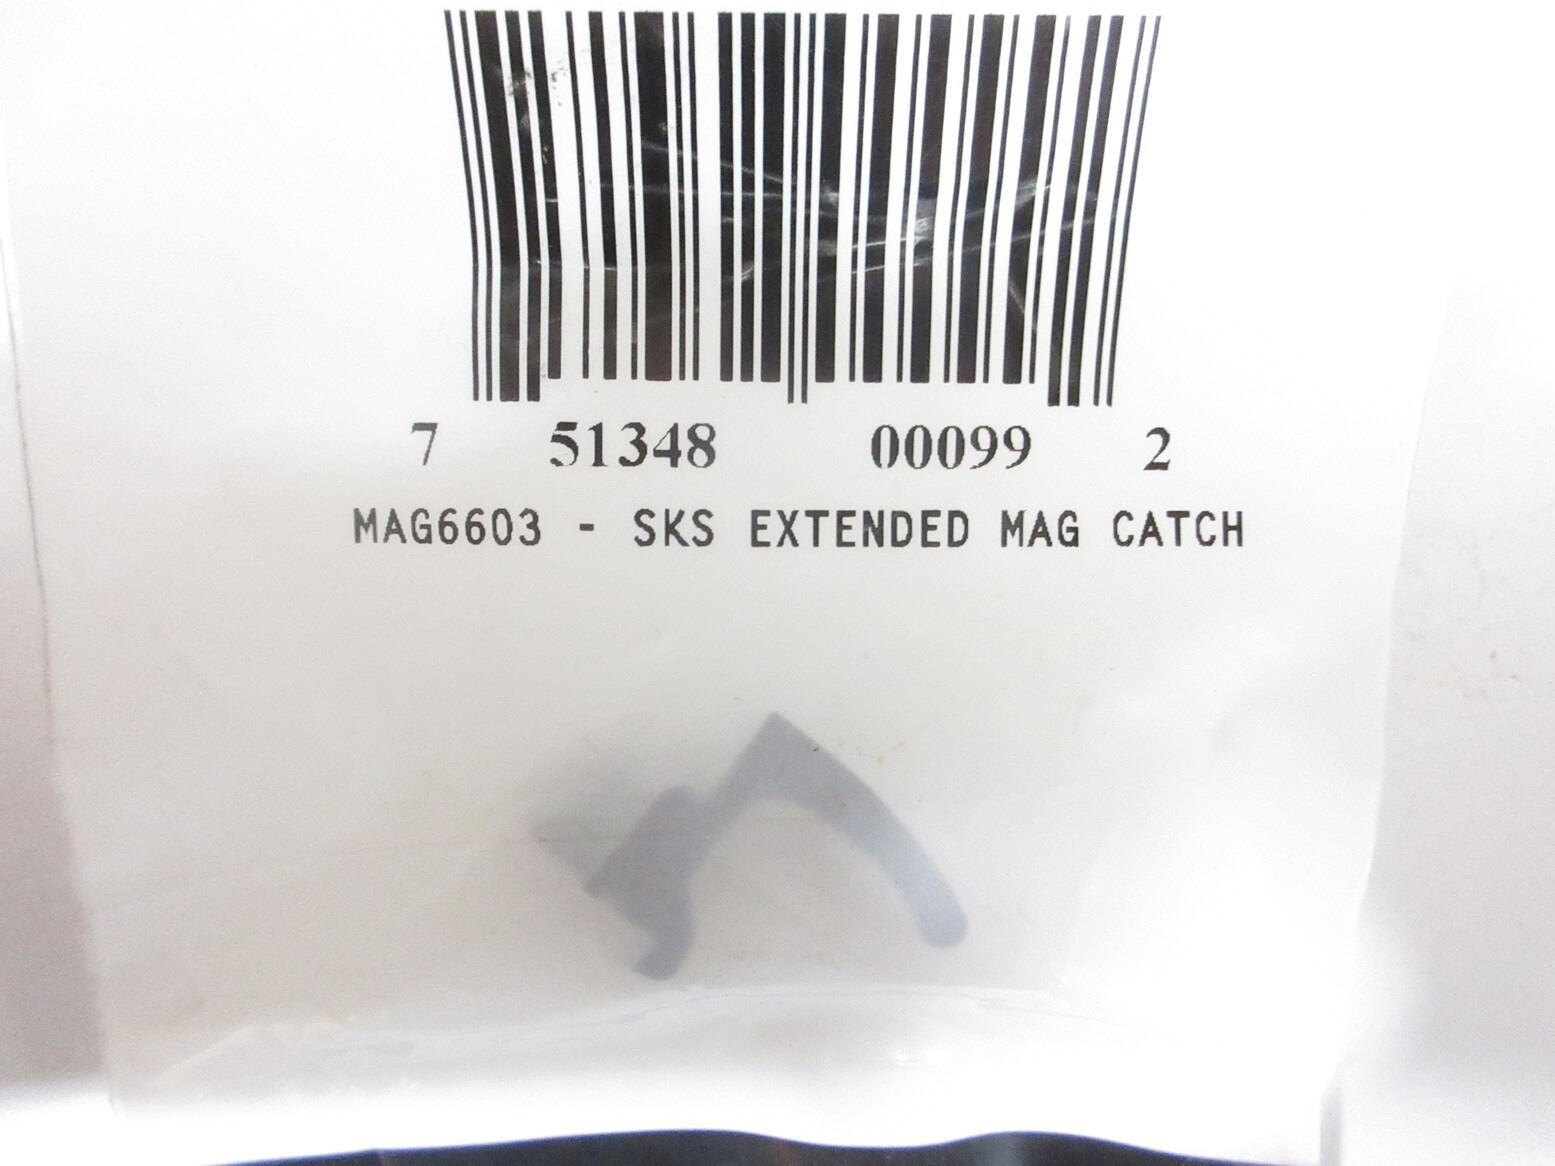 7 51348 00099 2
MAG6603 - SKS EXTENDED MAG CATCH